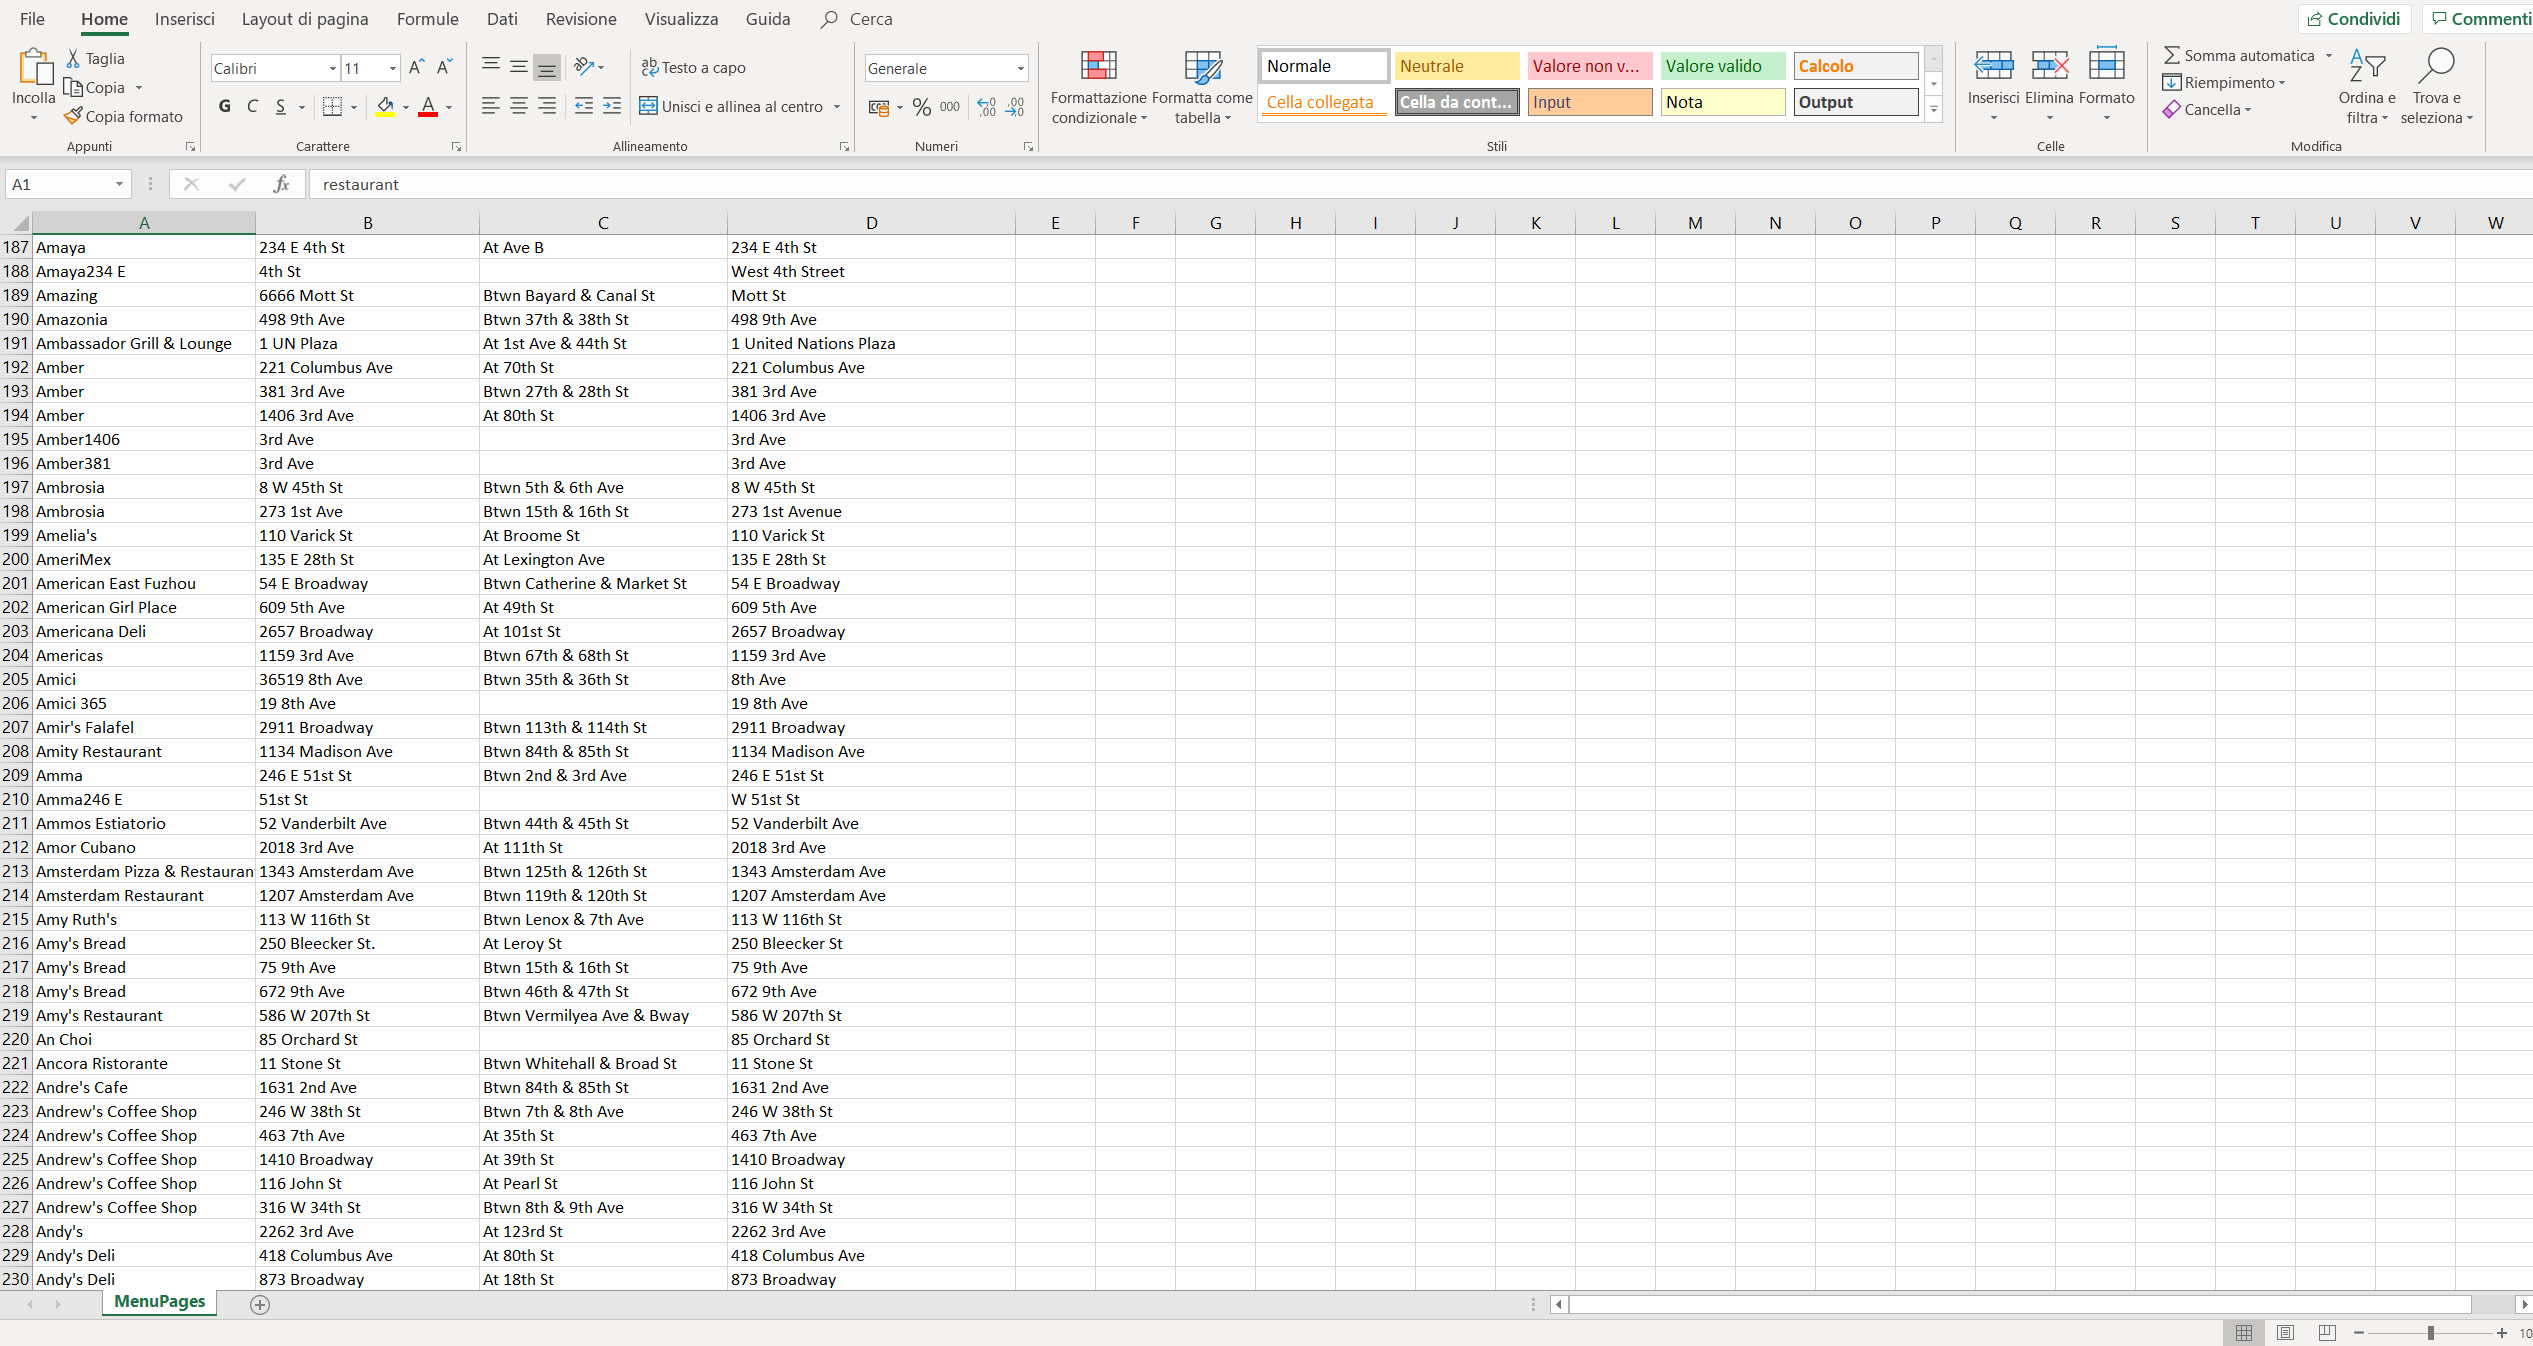 File Home Inserisci Layout di pagina Formule Dati Revisione Visualizza Guida Cerca Condividi Commenti
Incolla Taglia Copia Copia formato Appunti
Calibri 11 G C S A Carattere
Testo a capo Unisci e allinea al centro Allineamento
Generale % 000 Numeri
Formattazione condizionale Formatta come tabella
Normale Neutrale Valore non v... Valore valido Calcolo
Cella collegata Cella da cont... Input Nota Output
Stili
Inserisci Elimina Formato Celle
Somma automatica Riempimento Cancella Ordina e filtra Trova e seleziona Modifica
A1 fx restaurant
A B C D E F G H I J K L M N O P Q R S T U V W
187 Amaya 234 E 4th St At Ave B 234 E 4th St
188 Amaya234 E 4th St West 4th Street
189 Amazing 6666 Mott St Btwn Bayard & Canal St Mott St
190 Amazonia 498 9th Ave Btwn 37th & 38th St 498 9th Ave
191 Ambassador Grill & Lounge 1 UN Plaza At 1st Ave & 44th St 1 United Nations Plaza
192 Amber 221 Columbus Ave At 70th St 221 Columbus Ave
193 Amber 381 3rd Ave Btwn 27th & 28th St 381 3rd Ave
194 Amber 1406 3rd Ave At 80th St 1406 3rd Ave
195 Amber1406 3rd Ave 3rd Ave
196 Amber381 3rd Ave 3rd Ave
197 Ambrosia 8 W 45th St Btwn 5th & 6th Ave 8 W 45th St
198 Ambrosia 273 1st Ave Btwn 15th & 16th St 273 1st Avenue
199 Amelia's 110 Varick St At Broome St 110 Varick St
200 AmeriMex 135 E 28th St At Lexington Ave 135 E 28th St
201 American East Fuzhou 54 E Broadway Btwn Catherine & Market St 54 E Broadway
202 American Girl Place 609 5th Ave At 49th St 609 5th Ave
203 Americana Deli 2657 Broadway At 101st St 2657 Broadway
204 Americas 1159 3rd Ave Btwn 67th & 68th St 1159 3rd Ave
205 Amici 36519 8th Ave Btwn 35th & 36th St 8th Ave
206 Amici 365 19 8th Ave 19 8th Ave
207 Amir's Falafel 2911 Broadway Btwn 113th & 114th St 2911 Broadway
208 Amity Restaurant 1134 Madison Ave Btwn 84th & 85th St 1134 Madison Ave
209 Amma 246 E 51st St Btwn 2nd & 3rd Ave 246 E 51st St
210 Amma246 E 51st St W 51st St
211 Ammos Estiatorio 52 Vanderbilt Ave Btwn 44th & 45th St 52 Vanderbilt Ave
212 Amor Cubano 2018 3rd Ave At 111th St 2018 3rd Ave
213 Amsterdam Pizza & Restauran 1343 Amsterdam Ave Btwn 125th & 126th St 1343 Amsterdam Ave
214 Amsterdam Restaurant 1207 Amsterdam Ave Btwn 119th & 120th St 1207 Amsterdam Ave
215 Amy Ruth's 113 W 116th St Btwn Lenox & 7th Ave 113 W 116th St
216 Amy's Bread 250 Bleecker St. At Leroy St 250 Bleecker St
217 Amy's Bread 75 9th Ave Btwn 15th & 16th St 75 9th Ave
218 Amy's Bread 672 9th Ave Btwn 46th & 47th St 672 9th Ave
219 Amy's Restaurant 586 W 207th St Btwn Vermilyea Ave & Bway 586 W 207th St
220 An Choi 85 Orchard St 85 Orchard St
221 Ancora Ristorante 11 Stone St Btwn Whitehall & Broad St 11 Stone St
222 Andre's Cafe 1631 2nd Ave Btwn 84th & 85th St 1631 2nd Ave
223 Andrew's Coffee Shop 246 W 38th St Btwn 7th & 8th Ave 246 W 38th St
224 Andrew's Coffee Shop 463 7th Ave At 35th St 463 7th Ave
225 Andrew's Coffee Shop 1410 Broadway At 39th St 1410 Broadway
226 Andrew's Coffee Shop 116 John St At Pearl St 116 John St
227 Andrew's Coffee Shop 316 W 34th St Btwn 8th & 9th Ave 316 W 34th St
228 Andy's 2262 3rd Ave At 123rd St 2262 3rd Ave
229 Andy's Deli 418 Columbus Ave At 80th St 418 Columbus Ave
230 Andy's Deli 873 Broadway At 18th St 873 Broadway
MenuPages
10